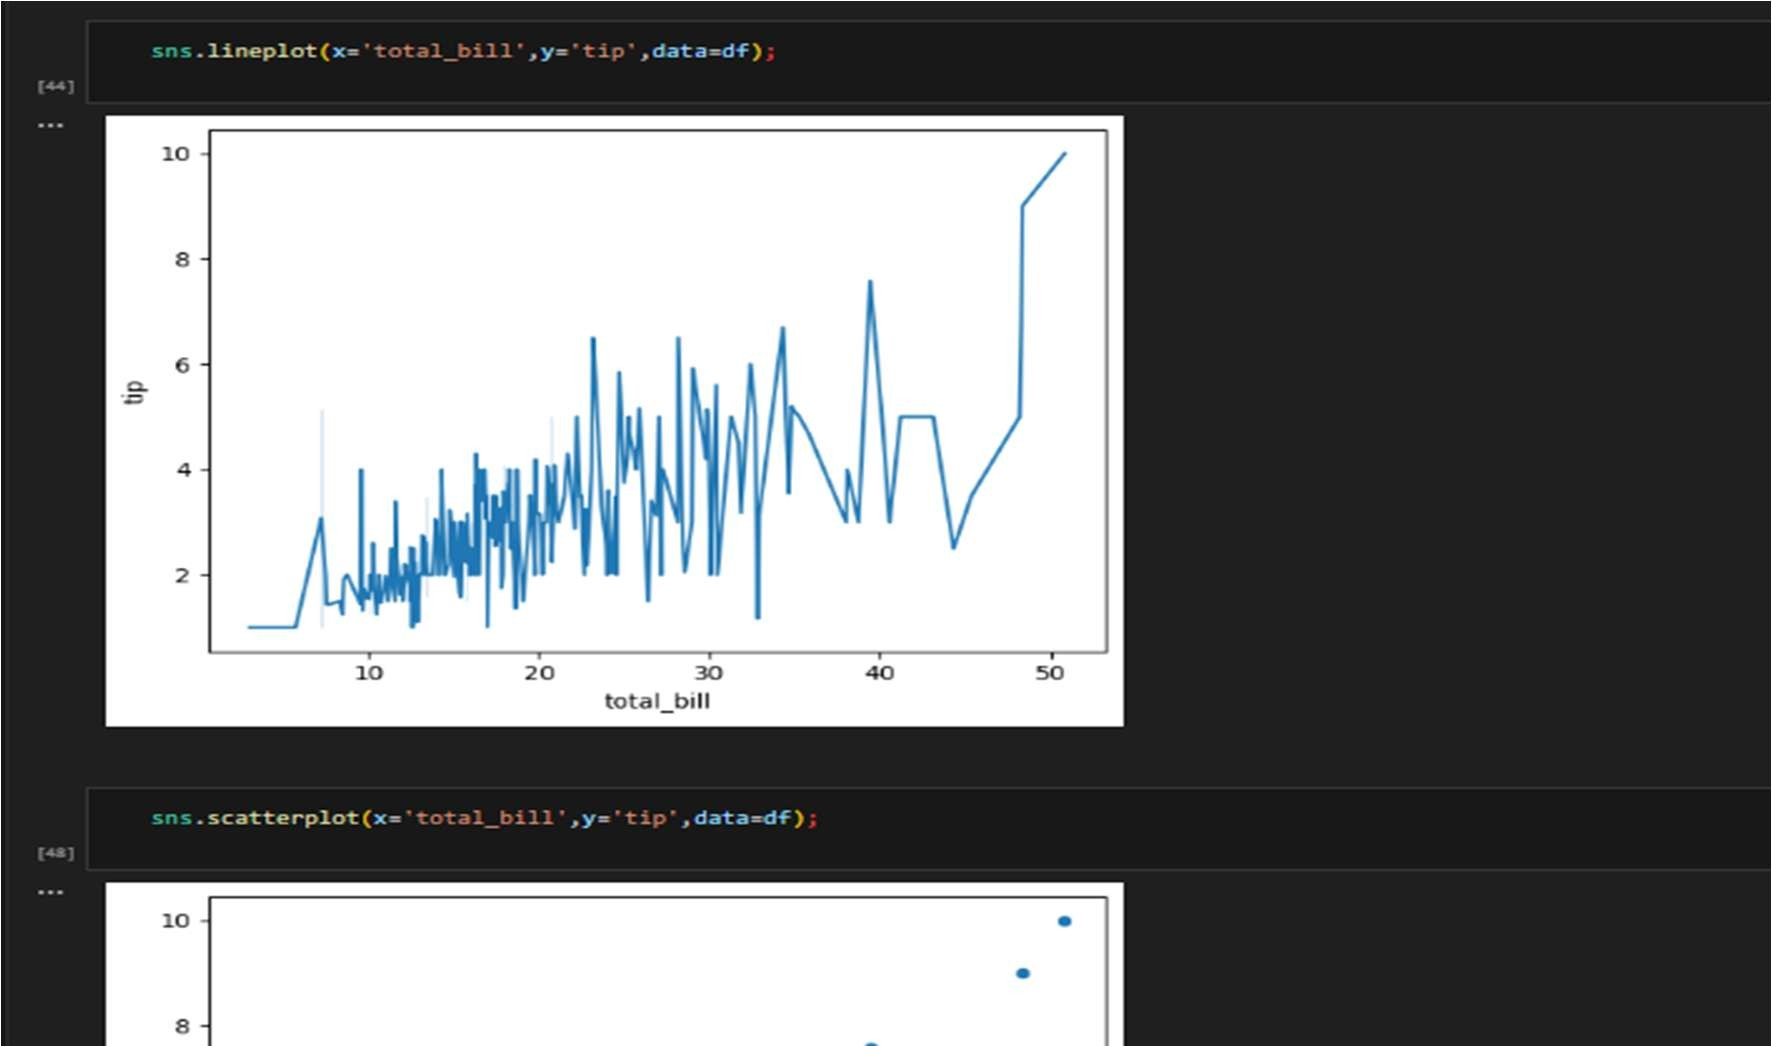 sns.lineplot(x='total_bill',y='tip',data=df);
[44]
...
10
8
6
4
2
tip
10 20 30 40 50
total_bill
sns.scatterplot(x='total_bill',y='tip',data=df);
[48]
...
10
8